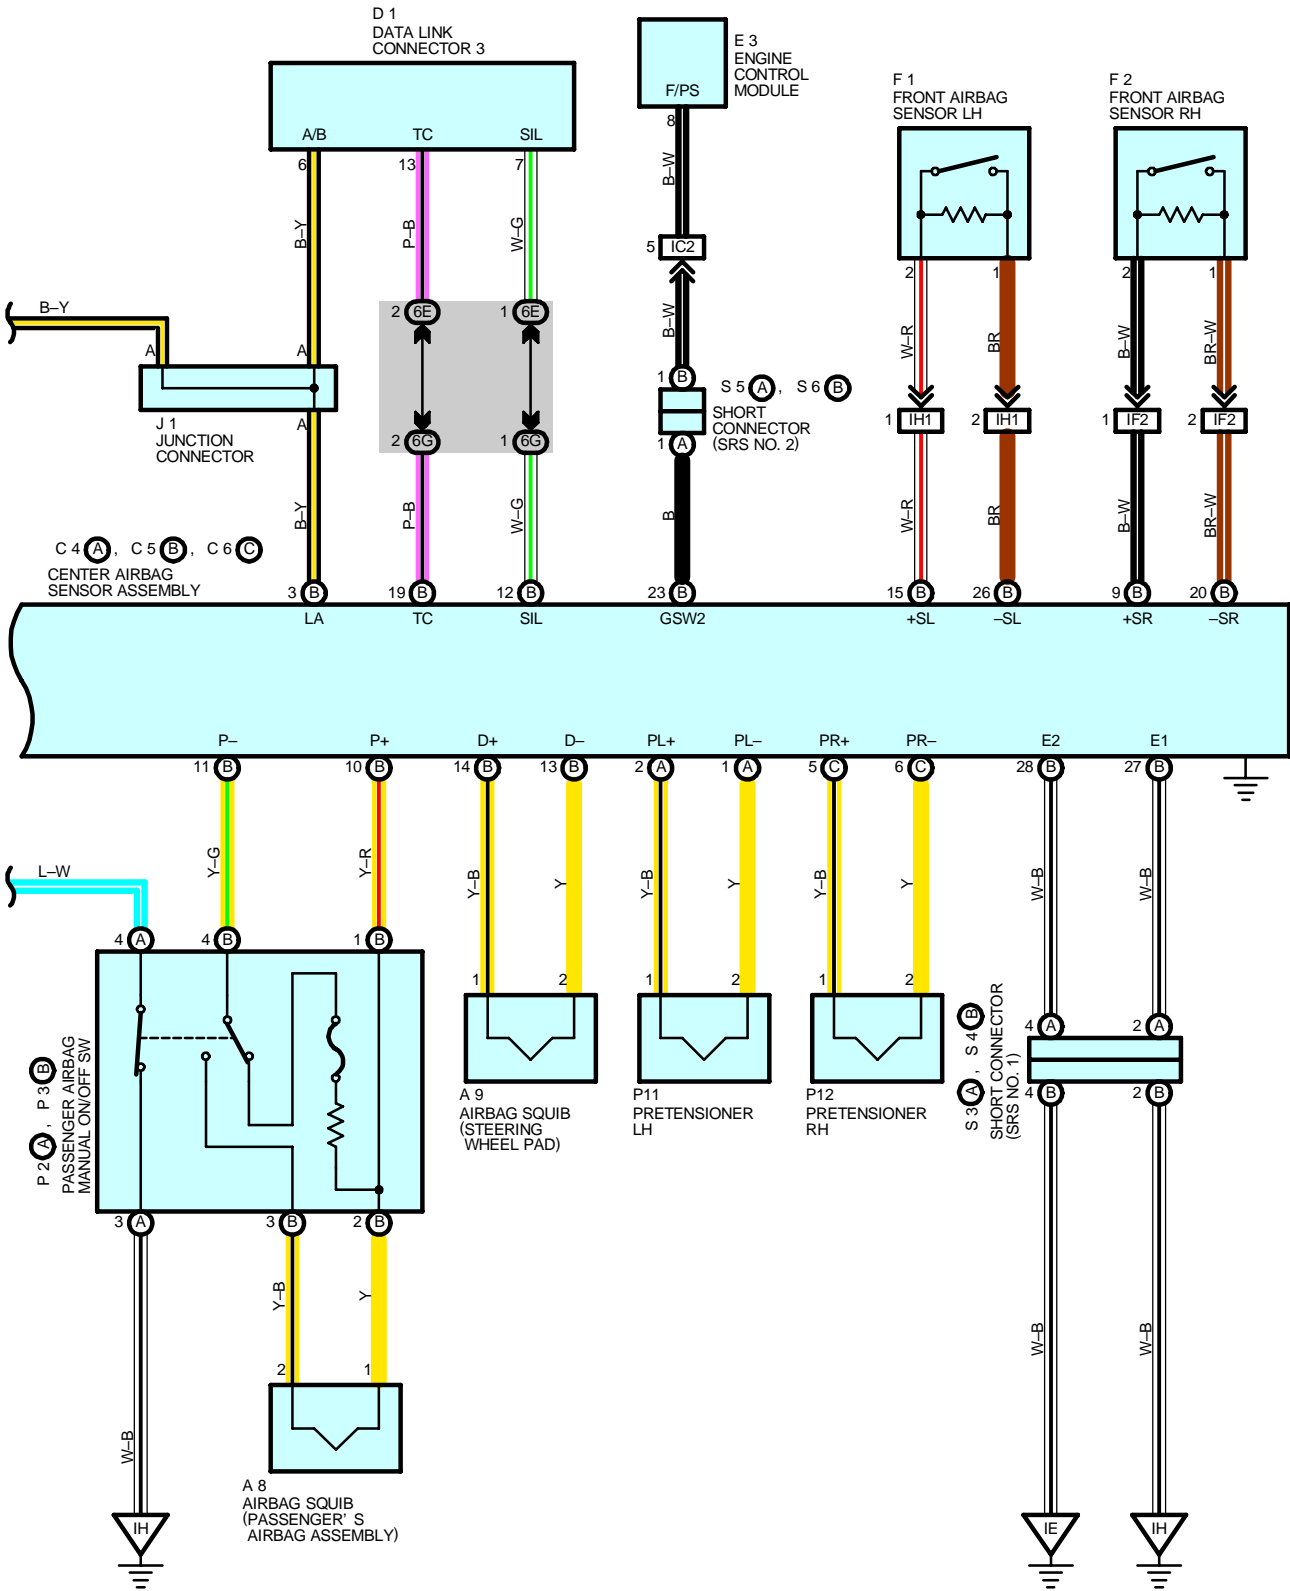 D 1
DATA LINK
CONNECTOR 3
A/B TC SIL
6 13 7
E 3
ENGINE
CONTROL
MODULE
F/PS
8
F 1
FRONT AIRBAG
SENSOR LH
2 1
F 2
FRONT AIRBAG
SENSOR RH
2 1
B–Y P–B W–G B–W
B–Y
5 IC2
2 6E 1 6E
B–W
W–R BR B–W BR–W
A A
1 B
S 5 A , S 6 B
SHORT
CONNECTOR
(SRS NO. 2)
1 A
J 1
JUNCTION
CONNECTOR
A
2 6G 1 6G
1 IH1 2 IH1 1 IF2 2 IF2
B–Y P–B W–G B W–R BR B–W BR–W
C 4 A , C 5 B , C 6 C
CENTER AIRBAG
SENSOR ASSEMBLY
3 B 19 B 12 B 23 B 15 B 26 B 9 B 20 B
LA TC SIL GSW2 +SL –SL +SR –SR
P– P+ D+ D– PL+ PL– PR+ PR– E2 E1
11 B 10 B 14 B 13 B 2 A 1 A 5 C 6 C 28 B 27 B
L–W
Y–G Y–R Y–B Y Y–B Y Y–B Y W–B W–B
4 A 4 B 1 B
1 2 1 2 1 2
P 2 A , P 3 B
PASSENGER AIRBAG
MANUAL ON/OFF SW
A 9
AIRBAG SQUIB
(STEERING
WHEEL PAD)
P11
PRETENSIONER
LH
P12
PRETENSIONER
RH
S 3 A , S 4 B
SHORT CONNECTOR
(SRS NO. 1)
4 A 2 A
4 B 2 B
3 A 3 B 2 B
Y–B Y
W–B W–B
2 1
W–B
A 8
AIRBAG SQUIB
(PASSENGER' S
AIRBAG ASSEMBLY)
IH IE IH